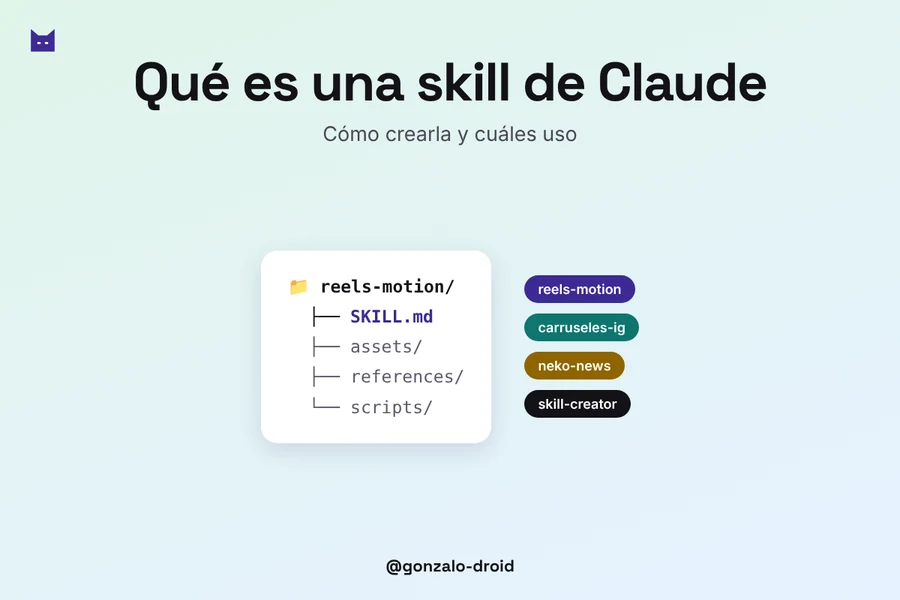 Qué es una skill de Claude
Cómo crearla y cuáles uso
reels-motion/
├── SKILL.md
├── assets/
├── references/
└── scripts/
reels-motion
carruseles-ig
neko-news
skill-creator
@gonzalo-droid